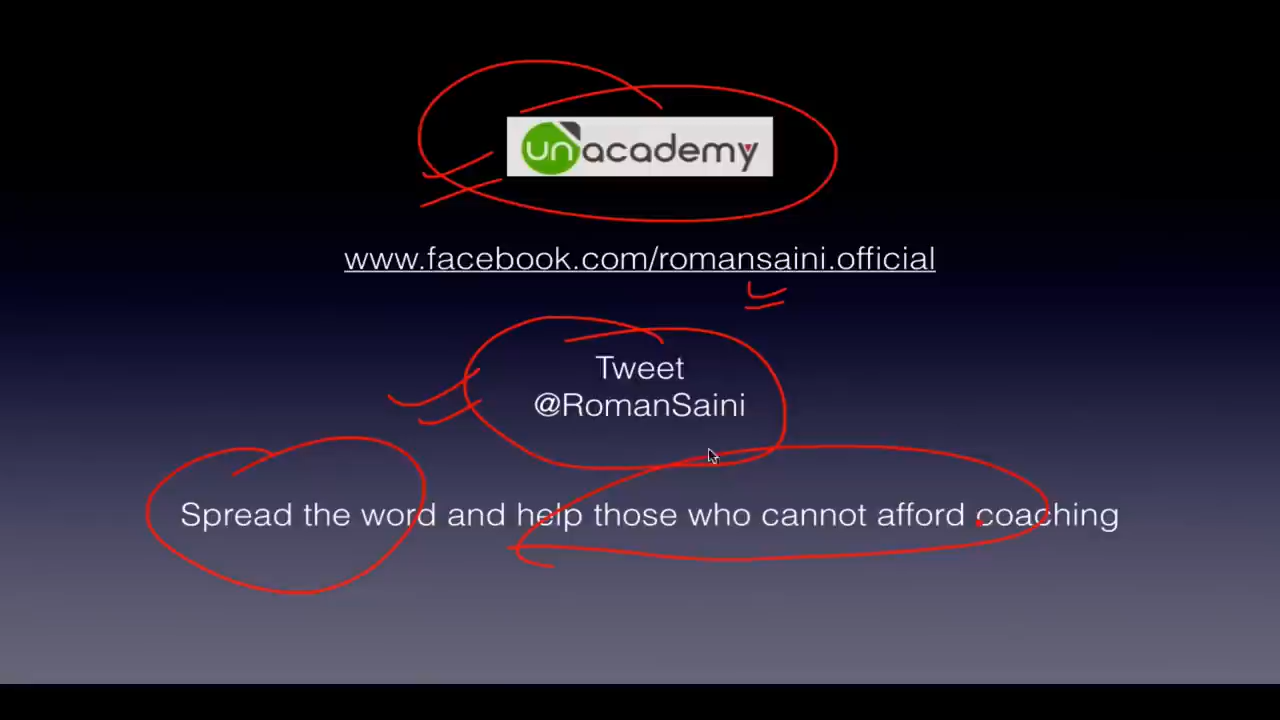 unacademy
www.facebook.com/romansaini.official
Tweet
@RomanSaini
Spread the word and help those who cannot afford coaching